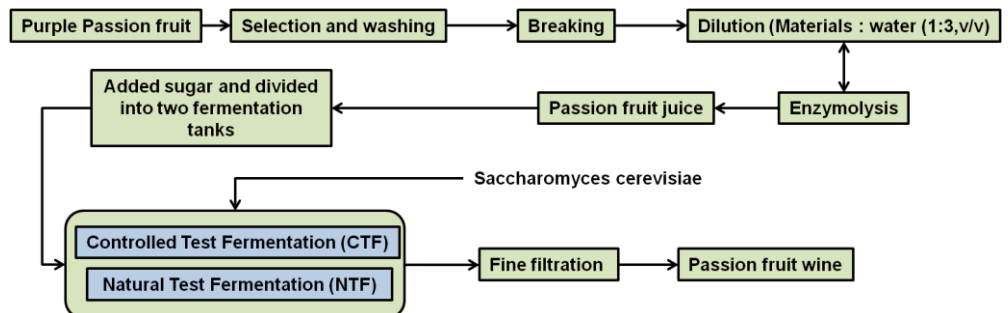 Purple Passion fruit
Selection and washing
Breaking
Dilution (Materials : water (1:3,v/v)
Added sugar and divided
into two fermentation
tanks
Passion fruit juice
Enzymolysis
Saccharomyces cerevisiae
Controlled Test Fermentation (CTF)
Natural Test Fermentation (NTF)
Fine filtration
Passion fruit wine